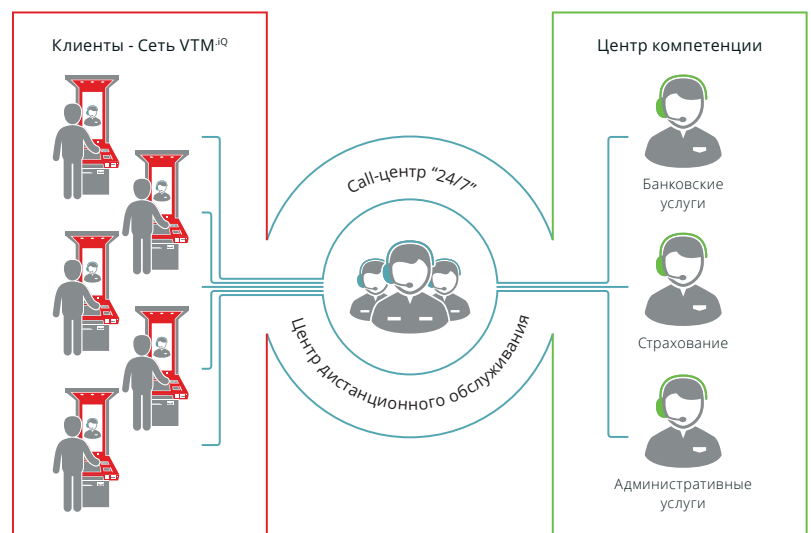 Клиенты - Сеть VTM.iQ
Центр компетенции
Call-центр “24/7”
Центр дистанционного обслуживания
Банковские
услуги
Страхование
Административные
услуги